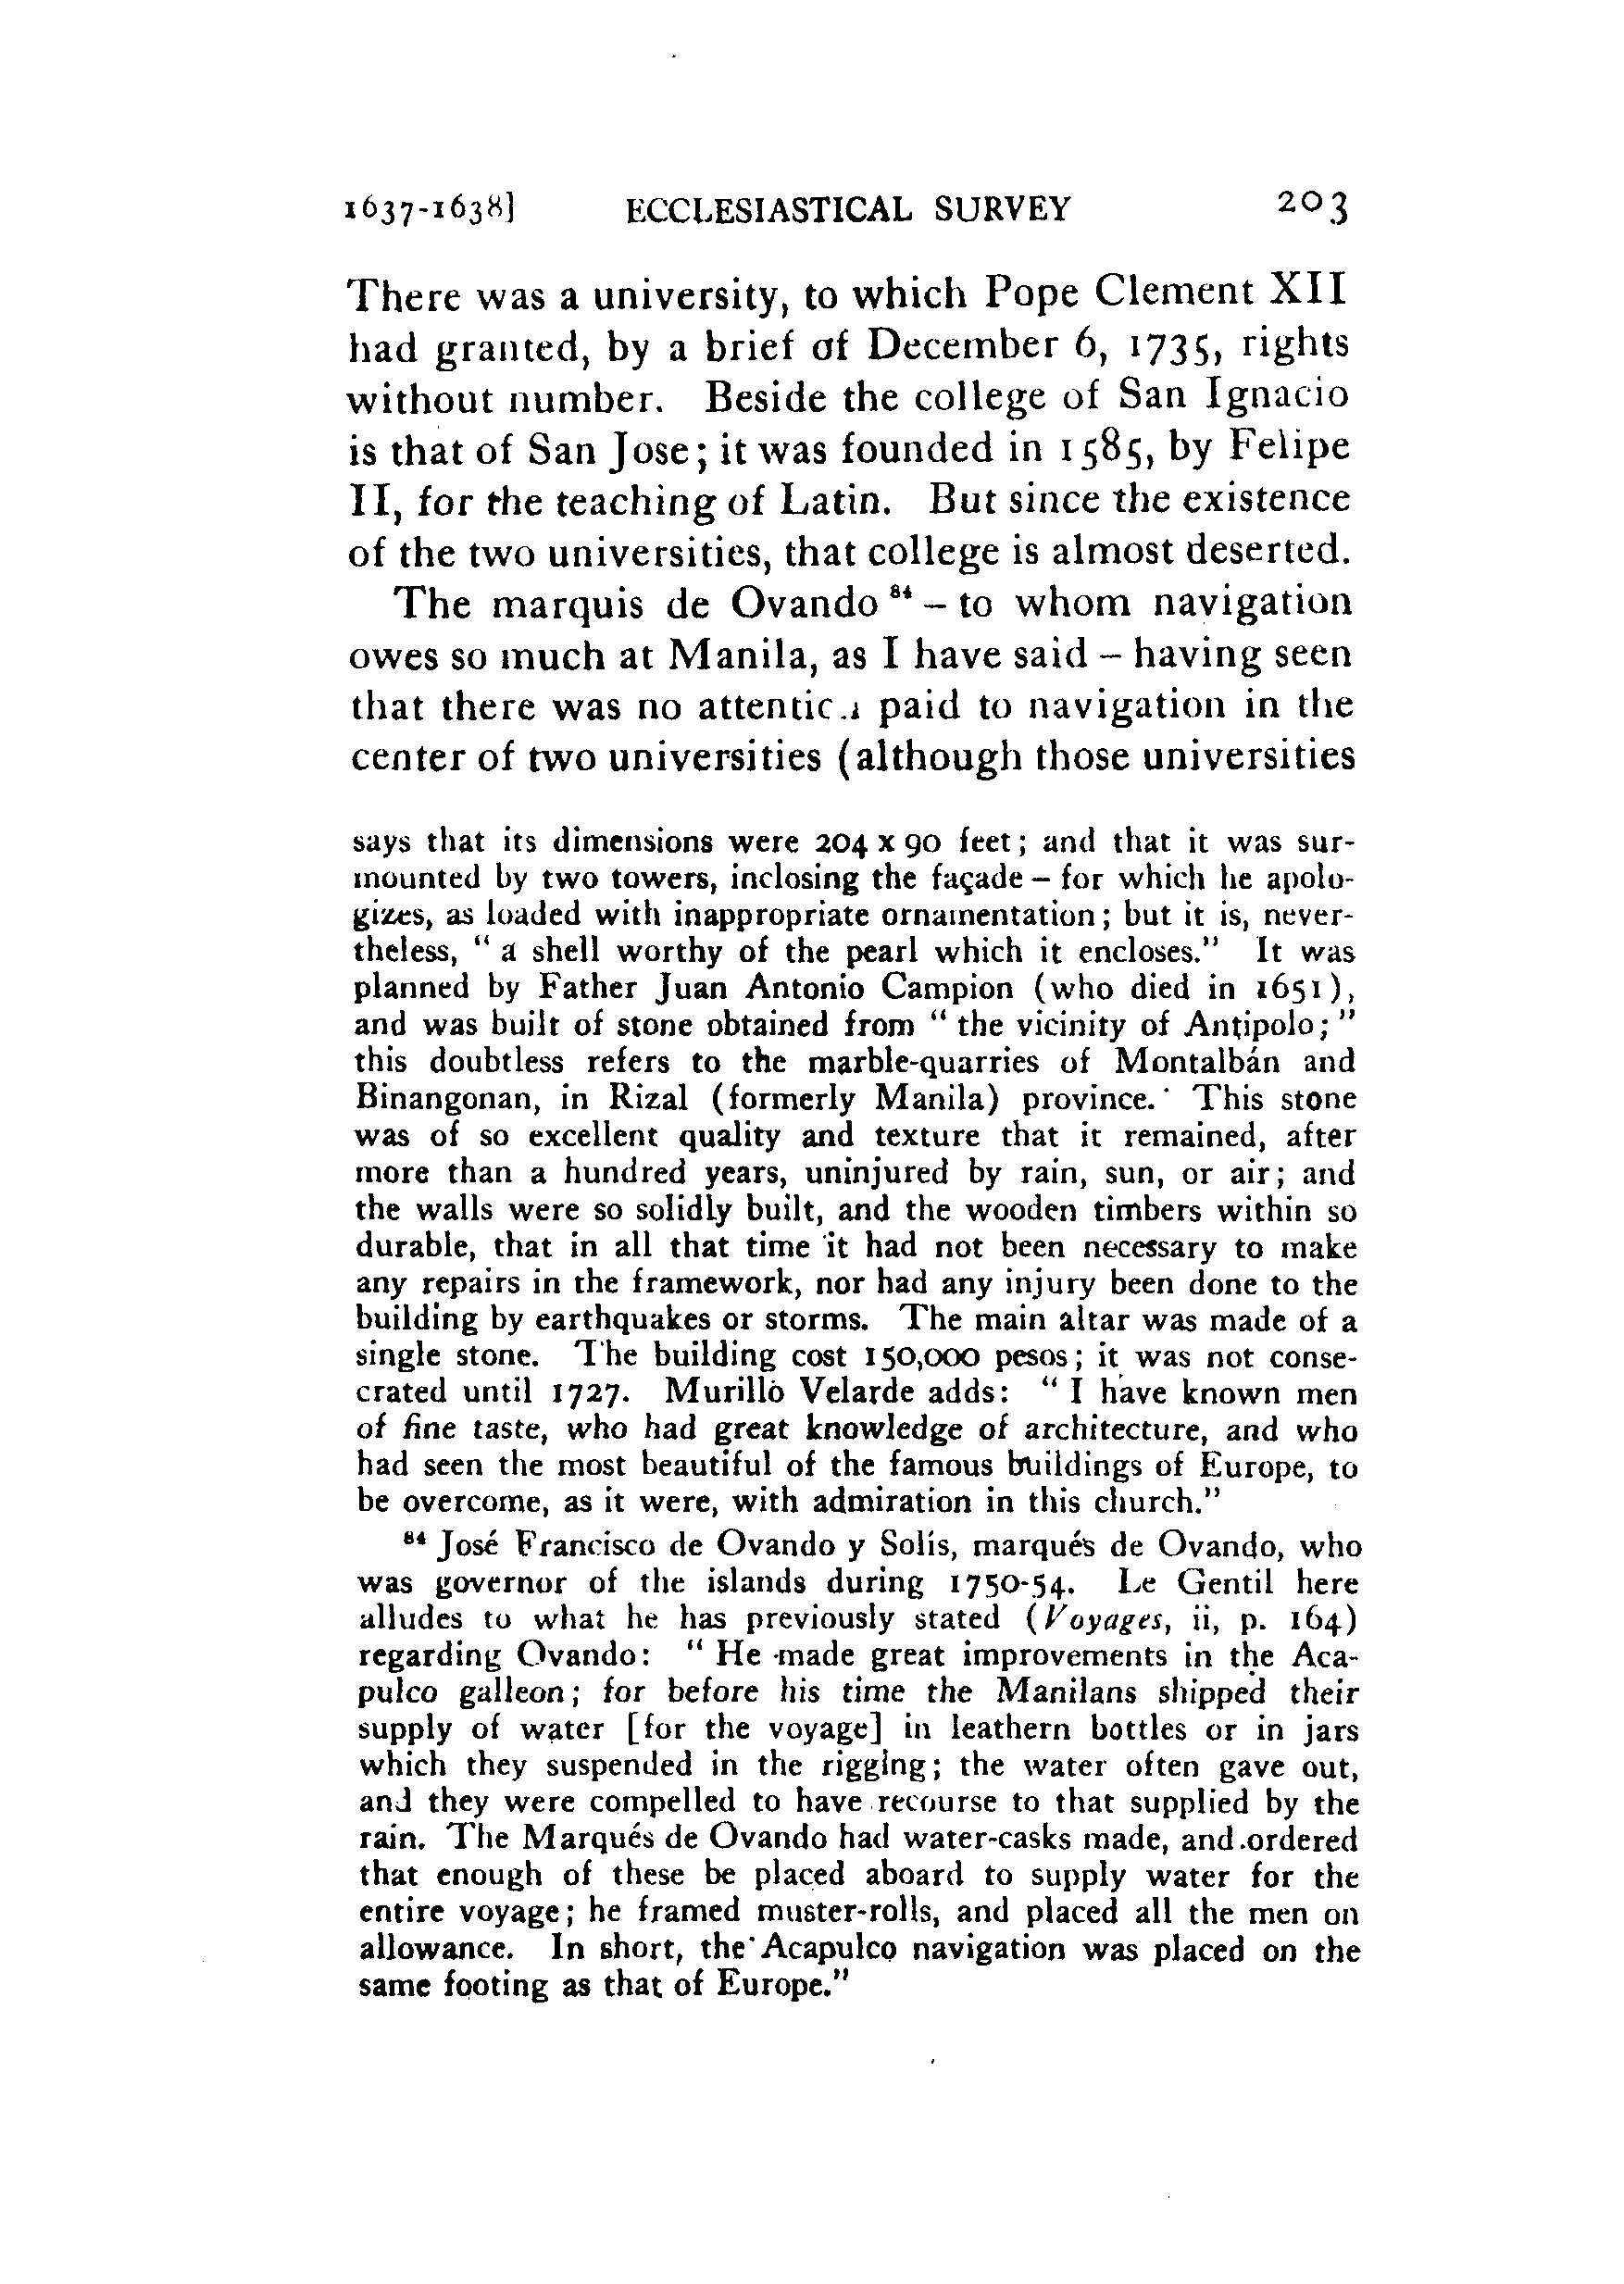 1637-1638] ECCLESIASTICAL SURVEY 203
There was a university, to which Pope Clement XII
had granted, by a brief of December 6, 1735, rights
without number. Beside the college of San Ignacio
is that of San Jose; it was founded in 1585, by Felipe
II, for the teaching of Latin. But since the existence
of the two universities, that college is almost deserted.
The marquis de Ovando ⁸⁴ – to whom navigation
owes so much at Manila, as I have said – having seen
that there was no attention paid to navigation in the
center of two universities (although those universities
says that its dimensions were 204 x 90 feet; and that it was sur-
mounted by two towers, inclosing the façade – for which he apolo-
gizes, as loaded with inappropriate ornamentation; but it is, never-
theless, " a shell worthy of the pearl which it encloses." It was
planned by Father Juan Antonio Campion (who died in 1651),
and was built of stone obtained from " the vicinity of Antipolo; "
this doubtless refers to the marble-quarries of Montalbán and
Binangonan, in Rizal (formerly Manila) province. This stone
was of so excellent quality and texture that it remained, after
more than a hundred years, uninjured by rain, sun, or air; and
the walls were so solidly built, and the wooden timbers within so
durable, that in all that time it had not been necessary to make
any repairs in the framework, nor had any injury been done to the
building by earthquakes or storms. The main altar was made of a
single stone. The building cost 150,000 pesos; it was not conse-
crated until 1727. Murillo Velarde adds: " I have known men
of fine taste, who had great knowledge of architecture, and who
had seen the most beautiful of the famous buildings of Europe, to
be overcome, as it were, with admiration in this church."
⁸⁴ José Francisco de Ovando y Solís, marqués de Ovando, who
was governor of the islands during 1750-54. Le Gentil here
alludes to what he has previously stated (Voyages, ii, p. 164)
regarding Ovando: " He made great improvements in the Aca-
pulco galleon; for before his time the Manilans shipped their
supply of water [for the voyage] in leathern bottles or in jars
which they suspended in the rigging; the water often gave out,
and they were compelled to have recourse to that supplied by the
rain. The Marqués de Ovando had water-casks made, and ordered
that enough of these be placed aboard to supply water for the
entire voyage; he framed muster-rolls, and placed all the men on
allowance. In short, the Acapulco navigation was placed on the
same footing as that of Europe."